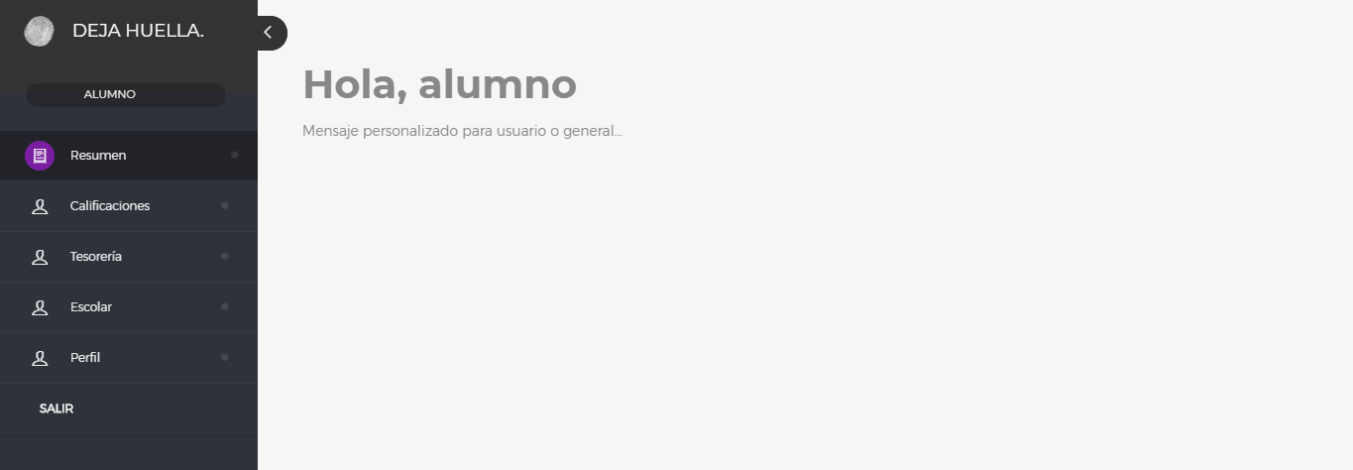 DEJA HUELLA.
ALUMNO
Resumen
Calificaciones
Tesorería
Escolar
Perfil
SALIR
Hola, alumno
Mensaje personalizado para usuario o general...